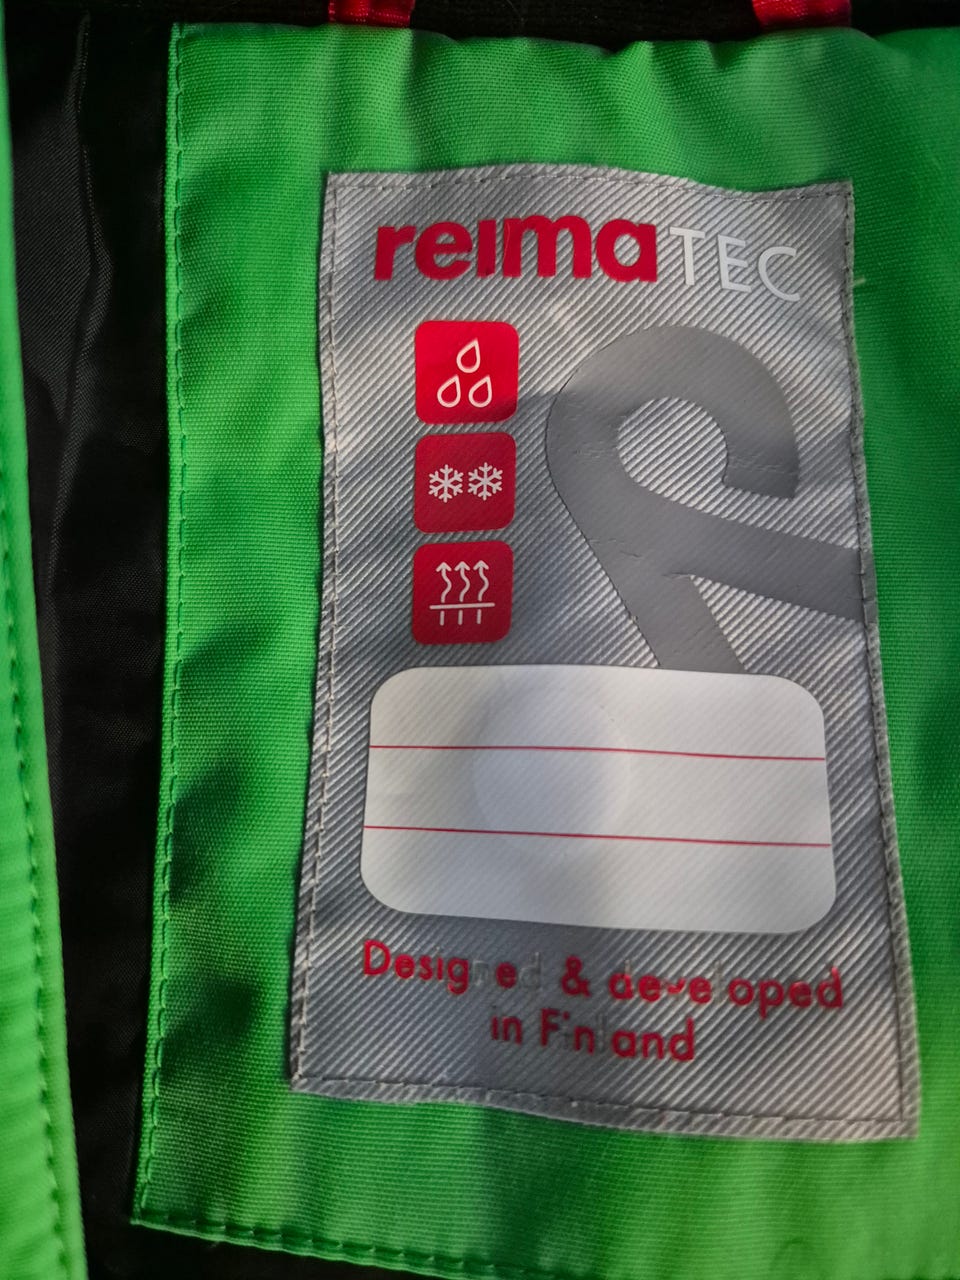 reimaTEC
Designed & developed
in Finland